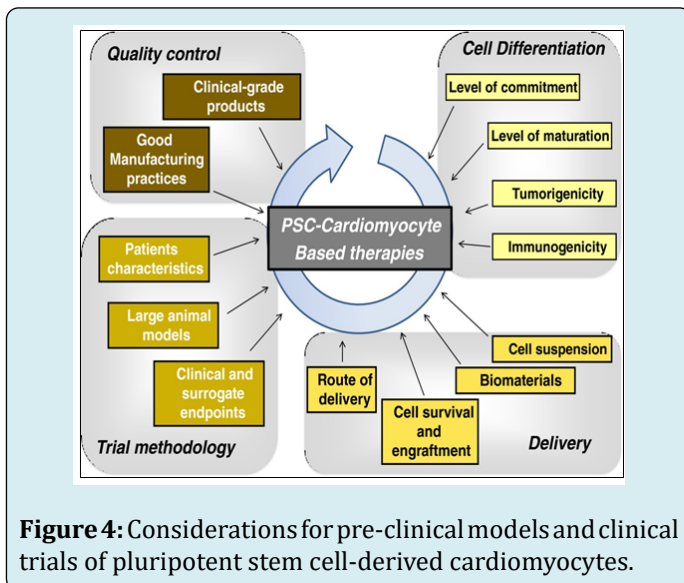 Quality control
Clinical-grade
products
Good
Manufacturing
practices
Cell Differentiation
Level of commitment
Level of maturation
Tumorigenicity
Immunogenicity
PSC-Cardiomyocyte
Based therapies
Patients
characteristics
Large animal
models
Clinical and
surrogate
endpoints
Trial methodology
Route of
delivery
Cell survival
and
engraftment
Biomaterials
Cell suspension
Delivery
Figure 4: Considerations for pre-clinical models and clinical
trials of pluripotent stem cell-derived cardiomyocytes.